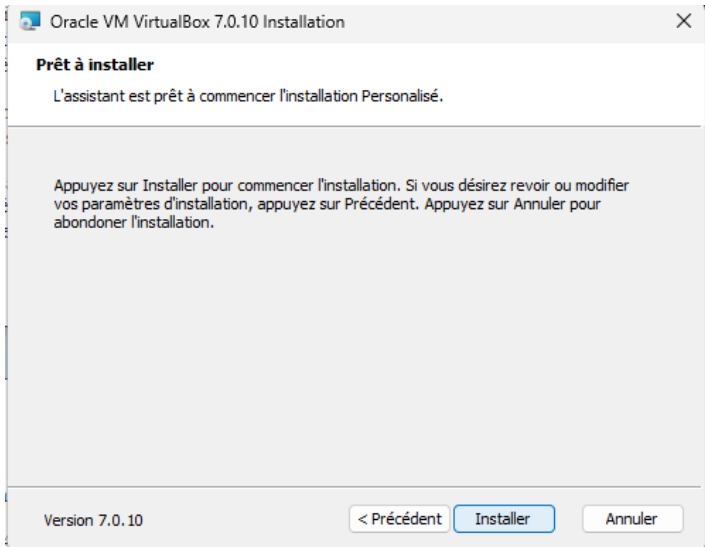 Oracle VM VirtualBox 7.0.10 Installation
Prêt à installer
L'assistant est prêt à commencer l'installation Personalisé.
Appuyez sur Installer pour commencer l'installation. Si vous désirez revoir ou modifier
vos paramètres d'installation, appuyez sur Précédent. Appuyez sur Annuler pour
abondoner l'installation.
Version 7.0.10
< Précédent
Installer
Annuler